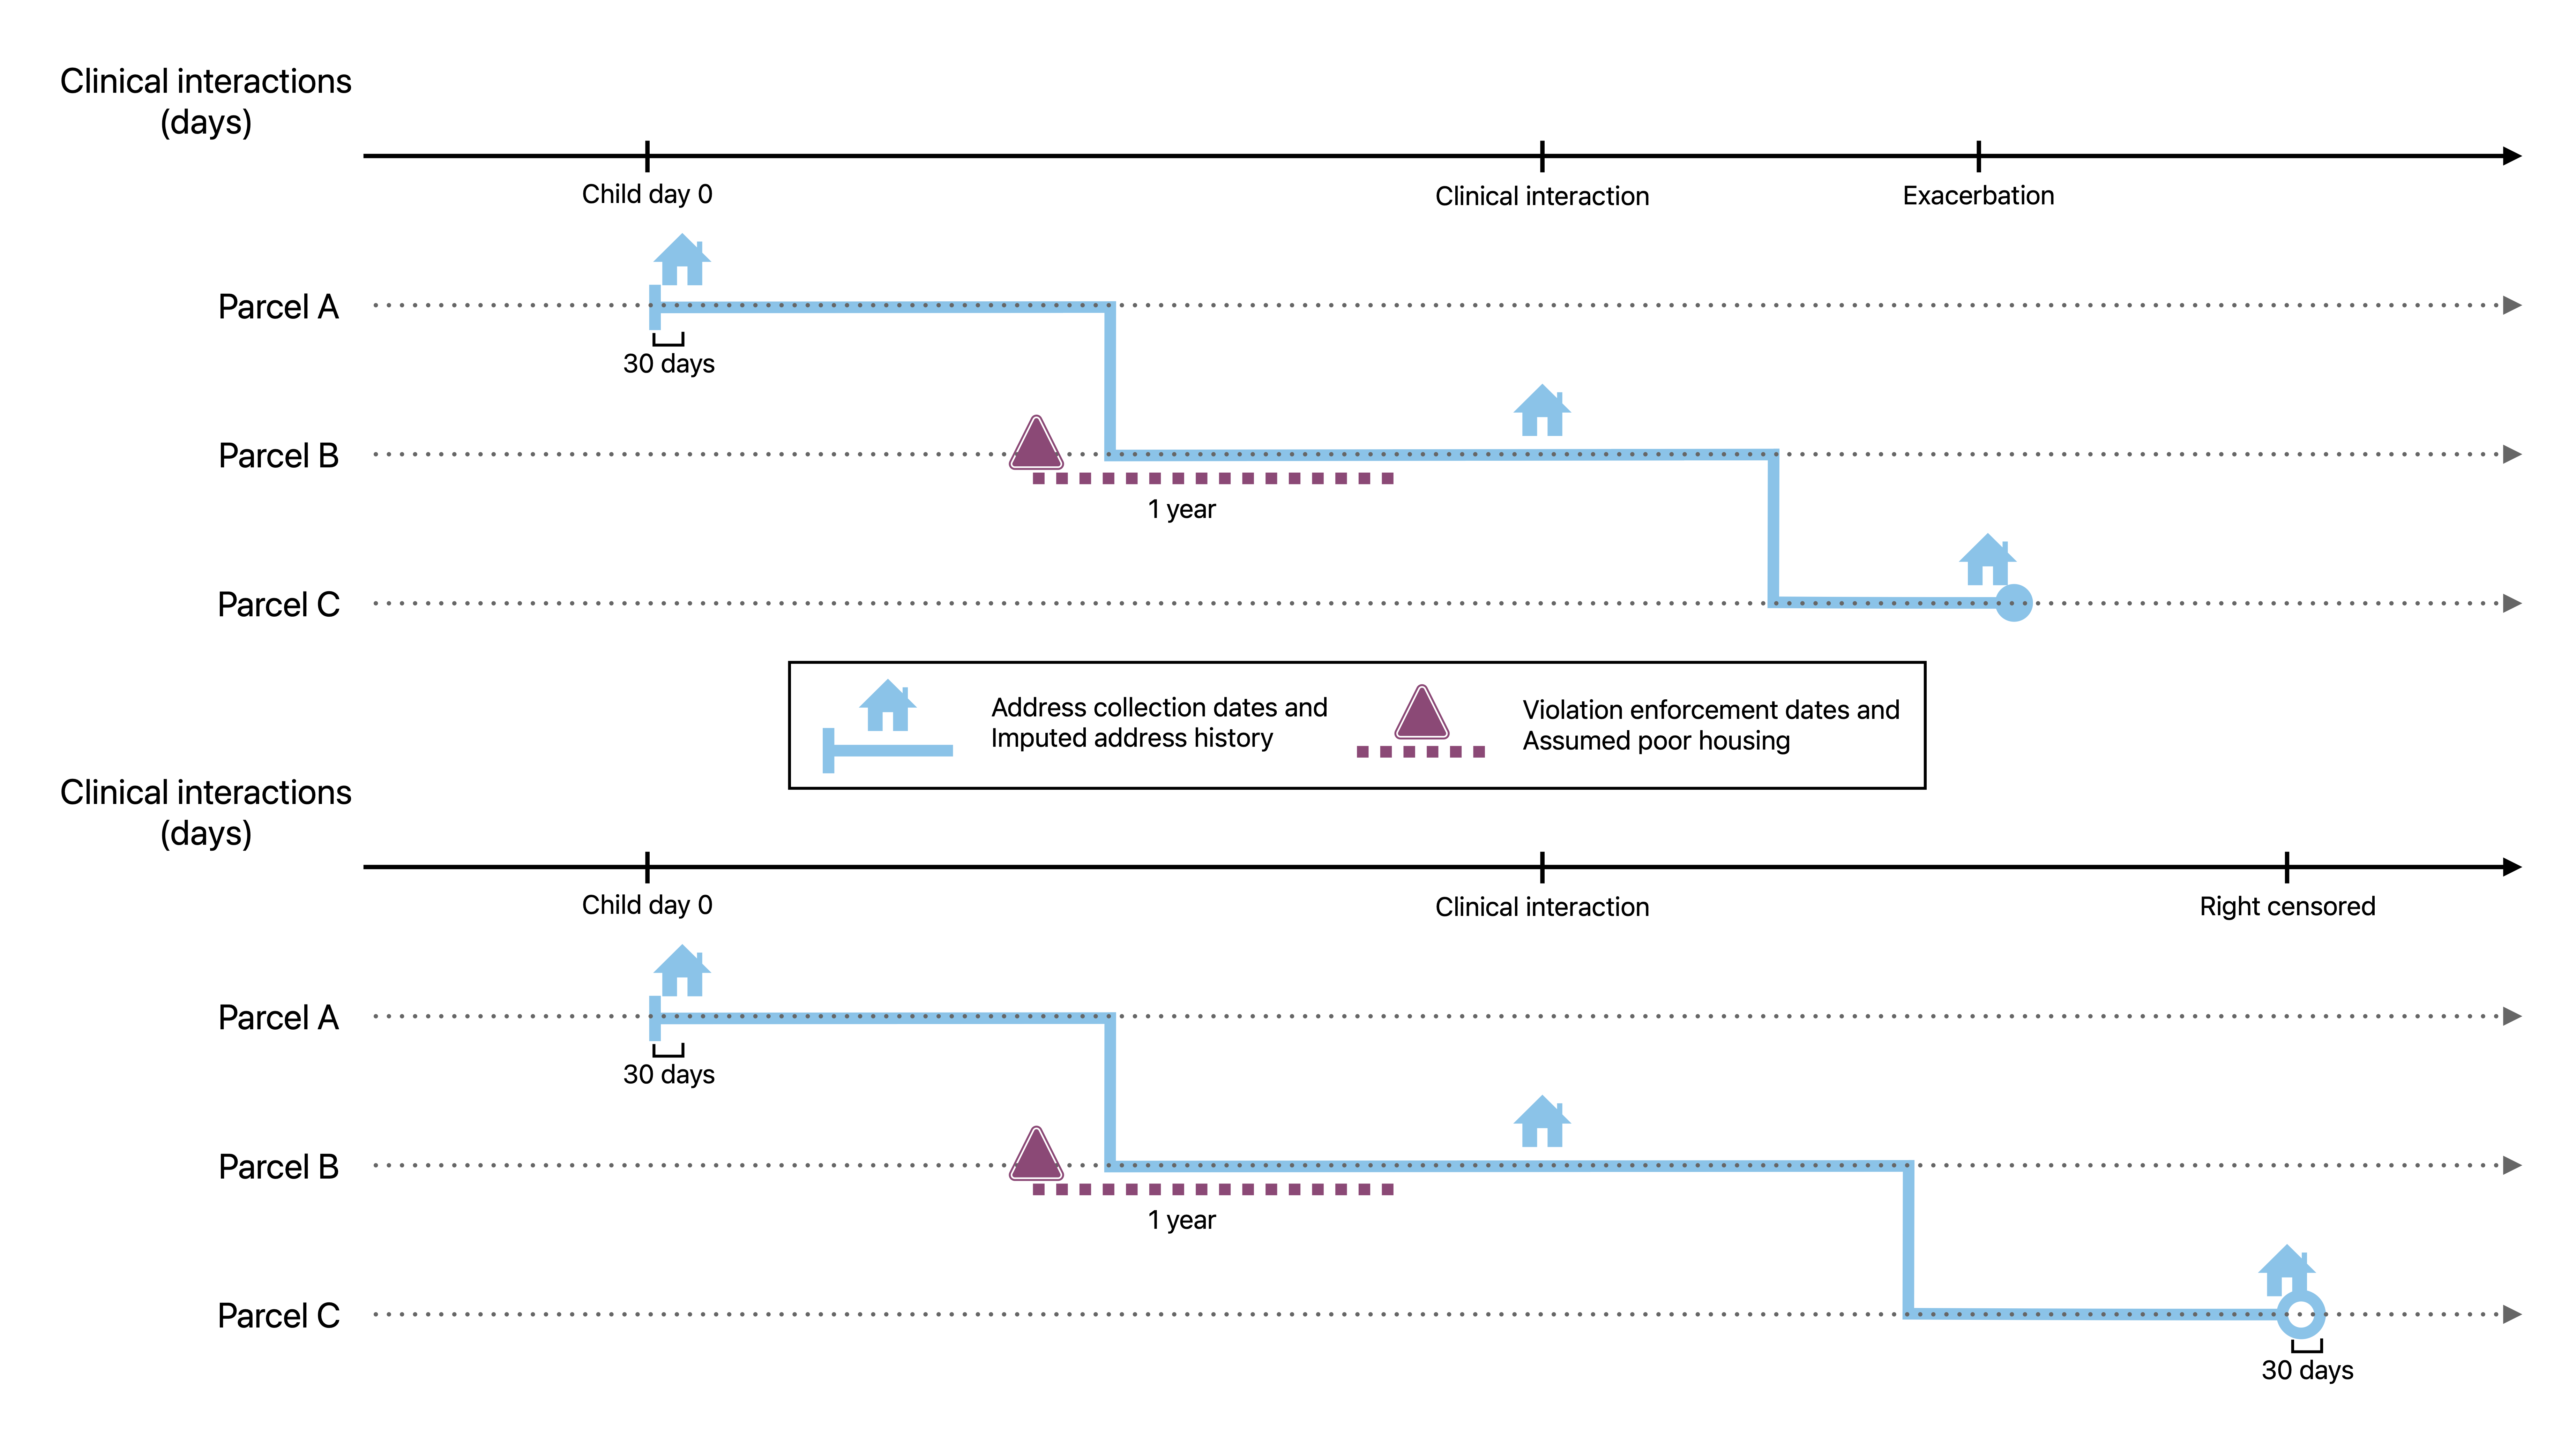 Clinical interactions
(days)
Child day 0
Clinical interaction
Exacerbation
Parcel A
30 days
Parcel B
1 year
Parcel C
Address collection dates and
Imputed address history
Violation enforcement dates and
Assumed poor housing
Clinical interactions
(days)
Child day 0
Clinical interaction
Right censored
Parcel A
30 days
Parcel B
1 year
Parcel C
30 days